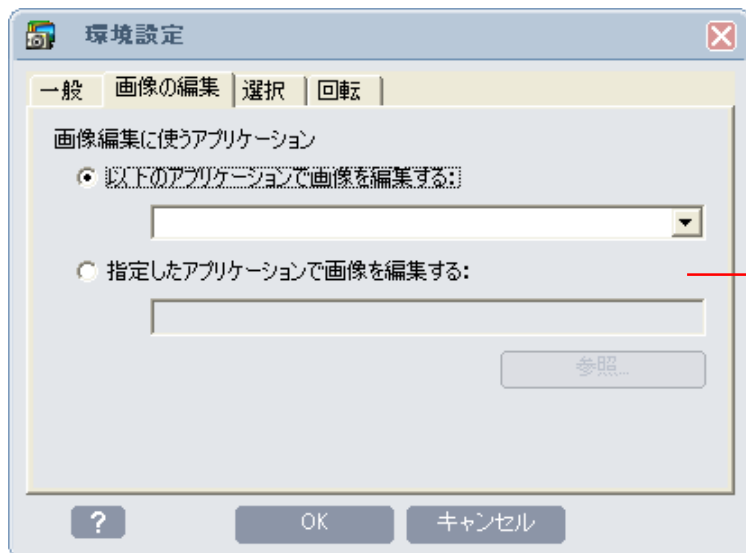 環境設定
一般 画像の編集 選択 回転
画像編集に使うアプリケーション
以下のアプリケーションで画像を編集する:
指定したアプリケーションで画像を編集する:
参照...
? OK キャンセル